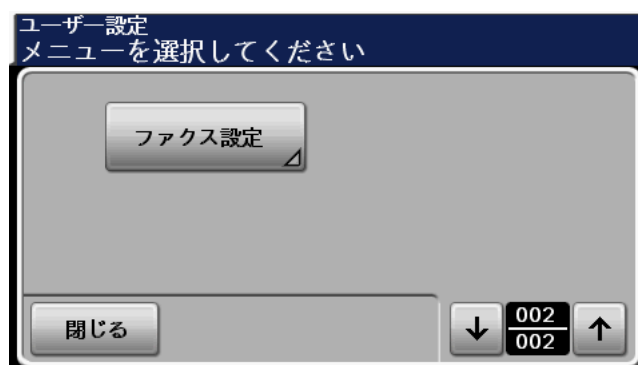 ユーザー設定
メニューを選択してください
ファクス設定
閉じる
↓
002
002
↑